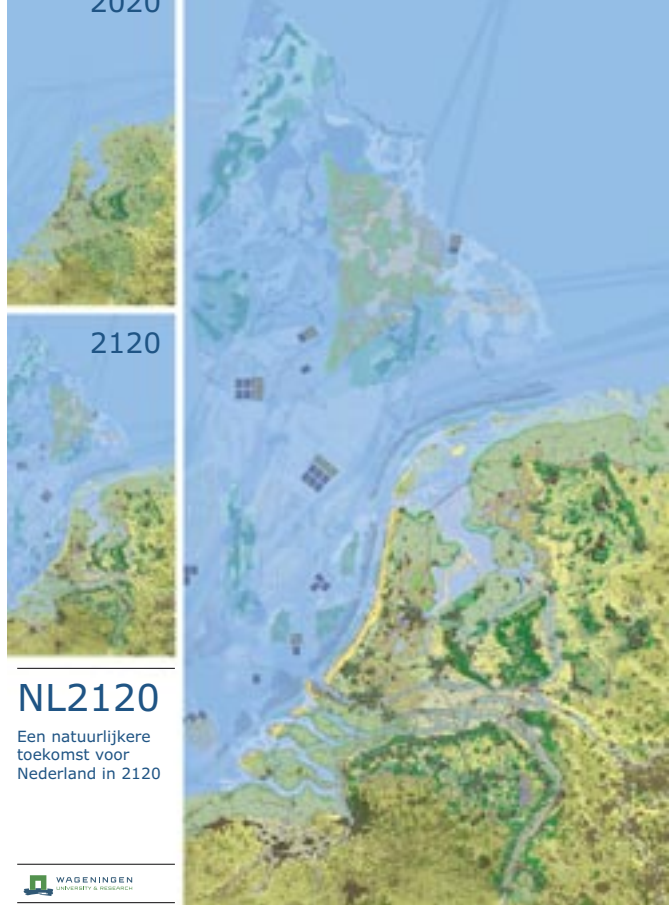 2020
2120
NL2120
Een natuurlijkere
toekomst voor
Nederland in 2120
WAGENINGEN
UNIVERSITY & RESEARCH